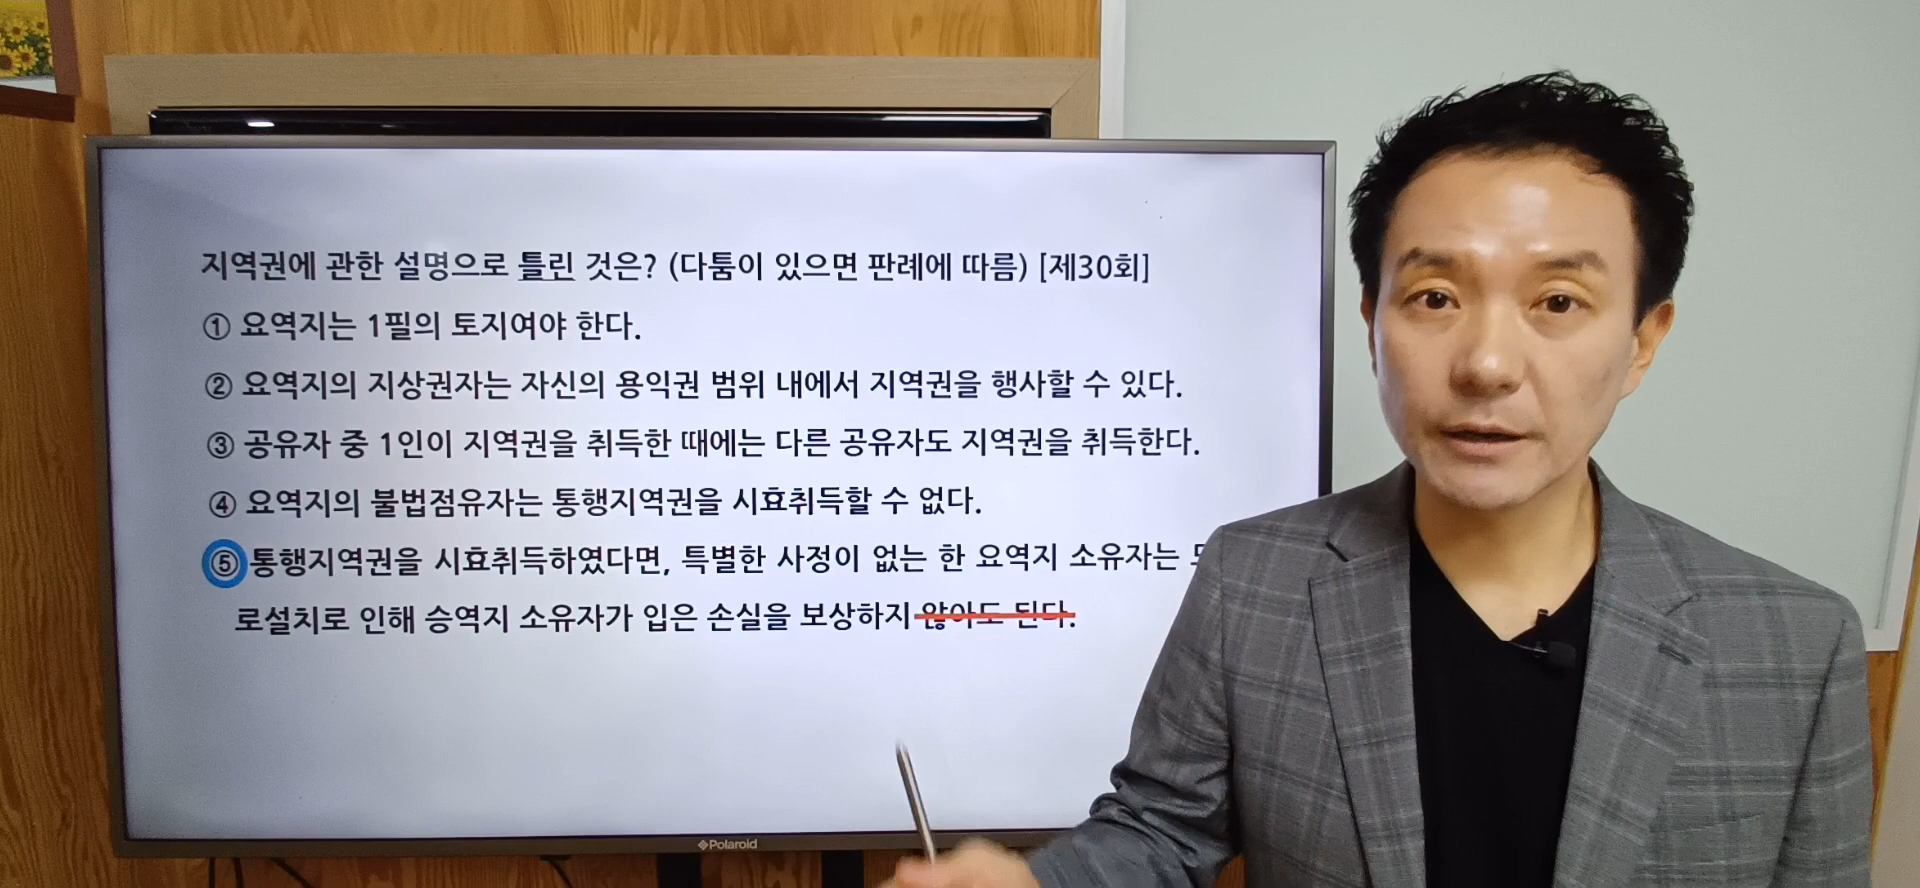 지역권에 관한 설명으로 틀린 것은? (다툼이 있으면 판례에 따름) [제30회]
① 요역지는 1필의 토지여야 한다.
② 요역지의 지상권자는 자신의 용익권 범위 내에서 지역권을 행사할 수 있다.
③ 공유자 중 1인이 지역권을 취득한 때에는 다른 공유자도 지역권을 취득한다.
④ 요역지의 불법점유자는 통행지역권을 시효취득할 수 없다.
⑤ 통행지역권을 시효취득하였다면, 특별한 사정이 없는 한 요역지 소유자는
로설치로 인해 승역지 소유자가 입은 손실을 보상하지 않아도 된다.
Polaroid